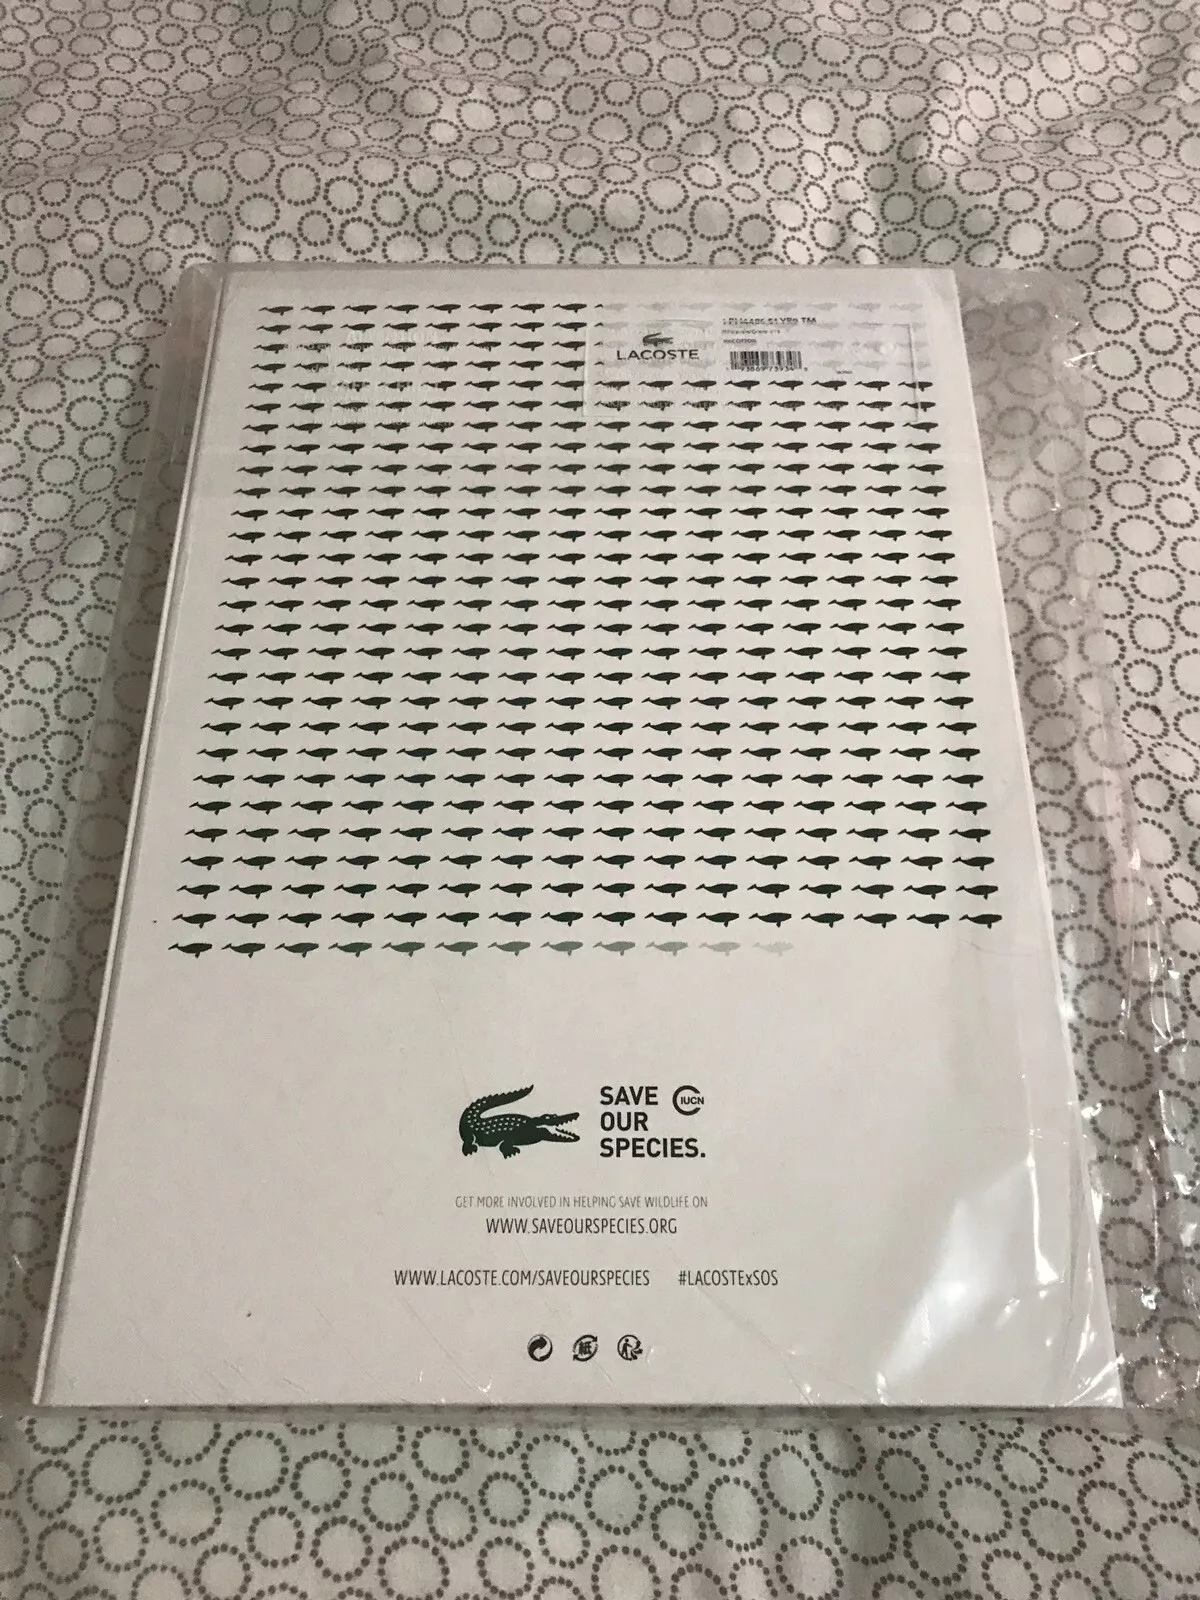 LACOSTE
SAVE
OUR
SPECIES.
IUCN
GET MORE INVOLVED IN HELPING SAVE WILDLIFE ON
WWW.SAVEOURSPECIES.ORG
WWW.LACOSTE.COM/SAVEOURSPECIES #LACOSTExSOS
紙